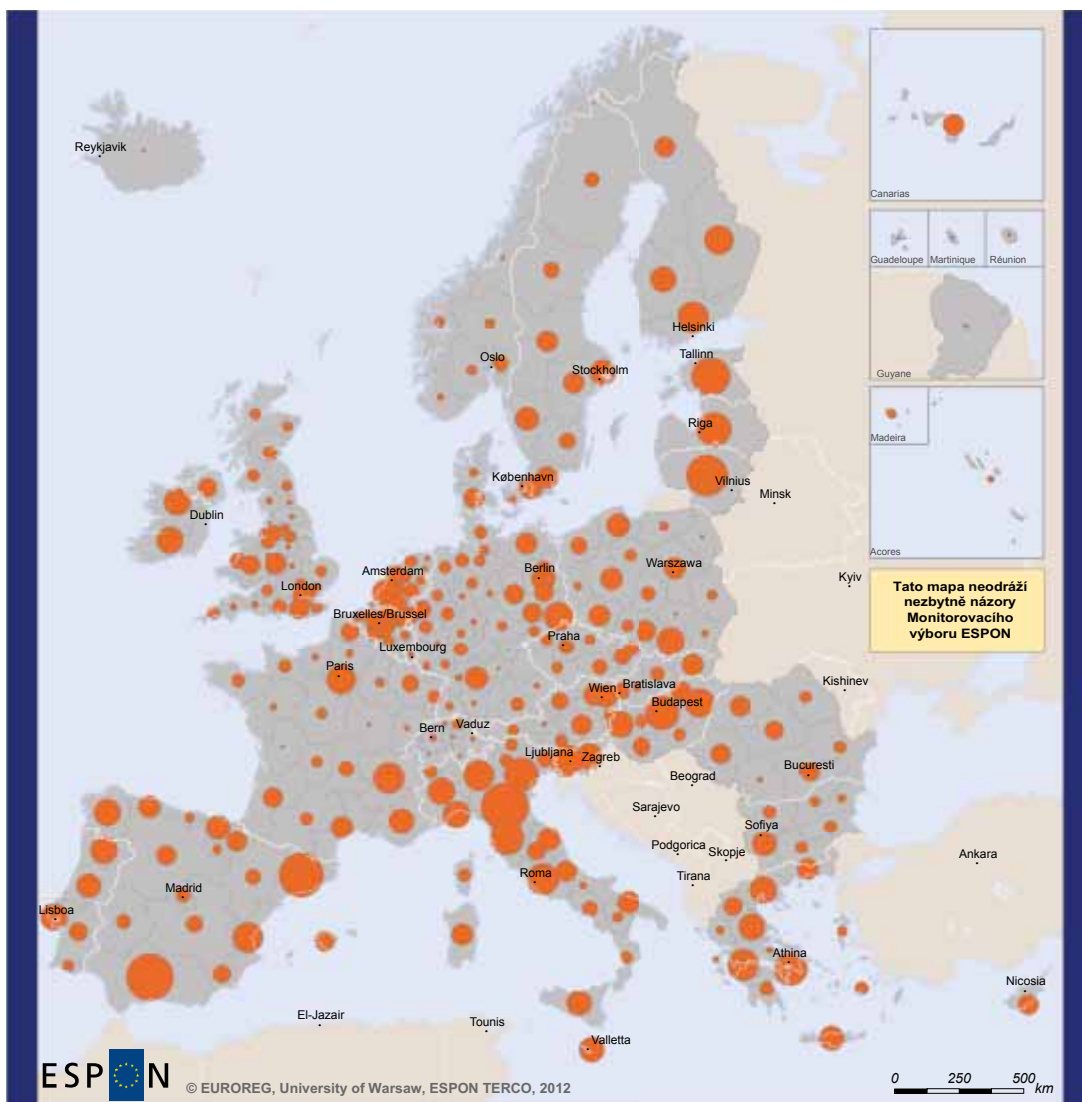 Reykjavik
Canarias
Guadeloupe
Martinique
Réunion
Guyane
Madeira
Acores
Tato mapa neodráží
nezbytně názory
Monitorovacího
výboru ESPON
Helsinki
Tallinn
Oslo
Stockholm
Riga
København
Vilnius
Minsk
Dublin
Amsterdam
Berlin
Warszawa
London
Kyiv
Bruxelles/Brussel
Praha
Luxembourg
Paris
Kishinev
Wien
Bratislava
Budapest
Bern
Vaduz
Ljubljana
Zagreb
Bucuresti
Beograd
Sarajevo
Sofiya
Podgorica
Skopje
Ankara
Roma
Tirana
Madrid
Lisboa
Athina
Nicosia
El-Jazair
Tounis
Valletta
ESPON
© EUROREG, University of Warsaw, ESPON TERCO, 2012
0 250 500
km